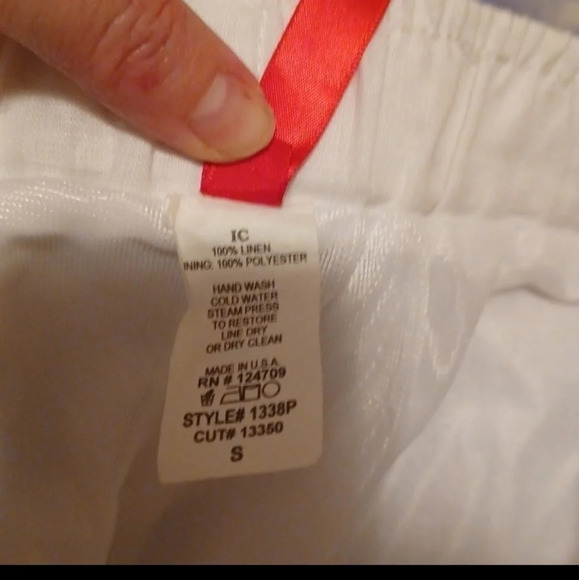 IC
100% LINEN
INING: 100% POLYESTER
HAND WASH
COLD WATER
STEAM PRESS
TO RESTORE
LINE DRY
OR DRY CLEAN
MADE IN U.S.A.
RN # 124709
STYLE# 1338P
CUT# 13350
S